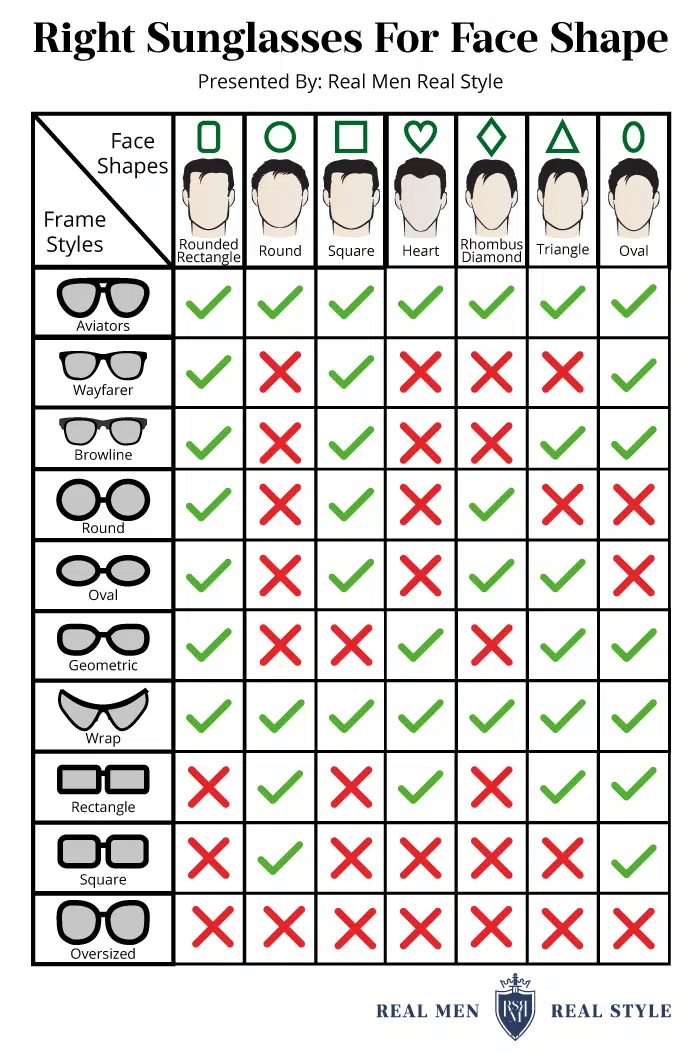 Right Sunglasses For Face Shape
Presented By: Real Men Real Style
Face
Shapes
Frame
Styles
Rounded
Rectangle
Round
Square
Heart
Rhombus
Diamond
Triangle
Oval
Aviators
Wayfarer
Browline
Round
Oval
Geometric
Wrap
Rectangle
Square
Oversized
REAL MEN
REAL STYLE